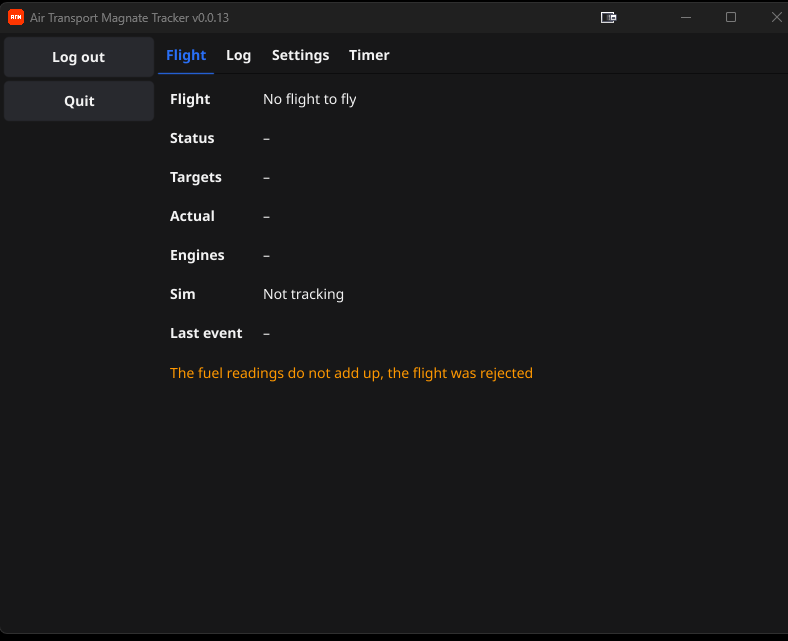 Air Transport Magnate Tracker v0.0.13
Log out
Quit
Flight Log Settings Timer
Flight No flight to fly
Status –
Targets –
Actual –
Engines –
Sim Not tracking
Last event –
The fuel readings do not add up, the flight was rejected